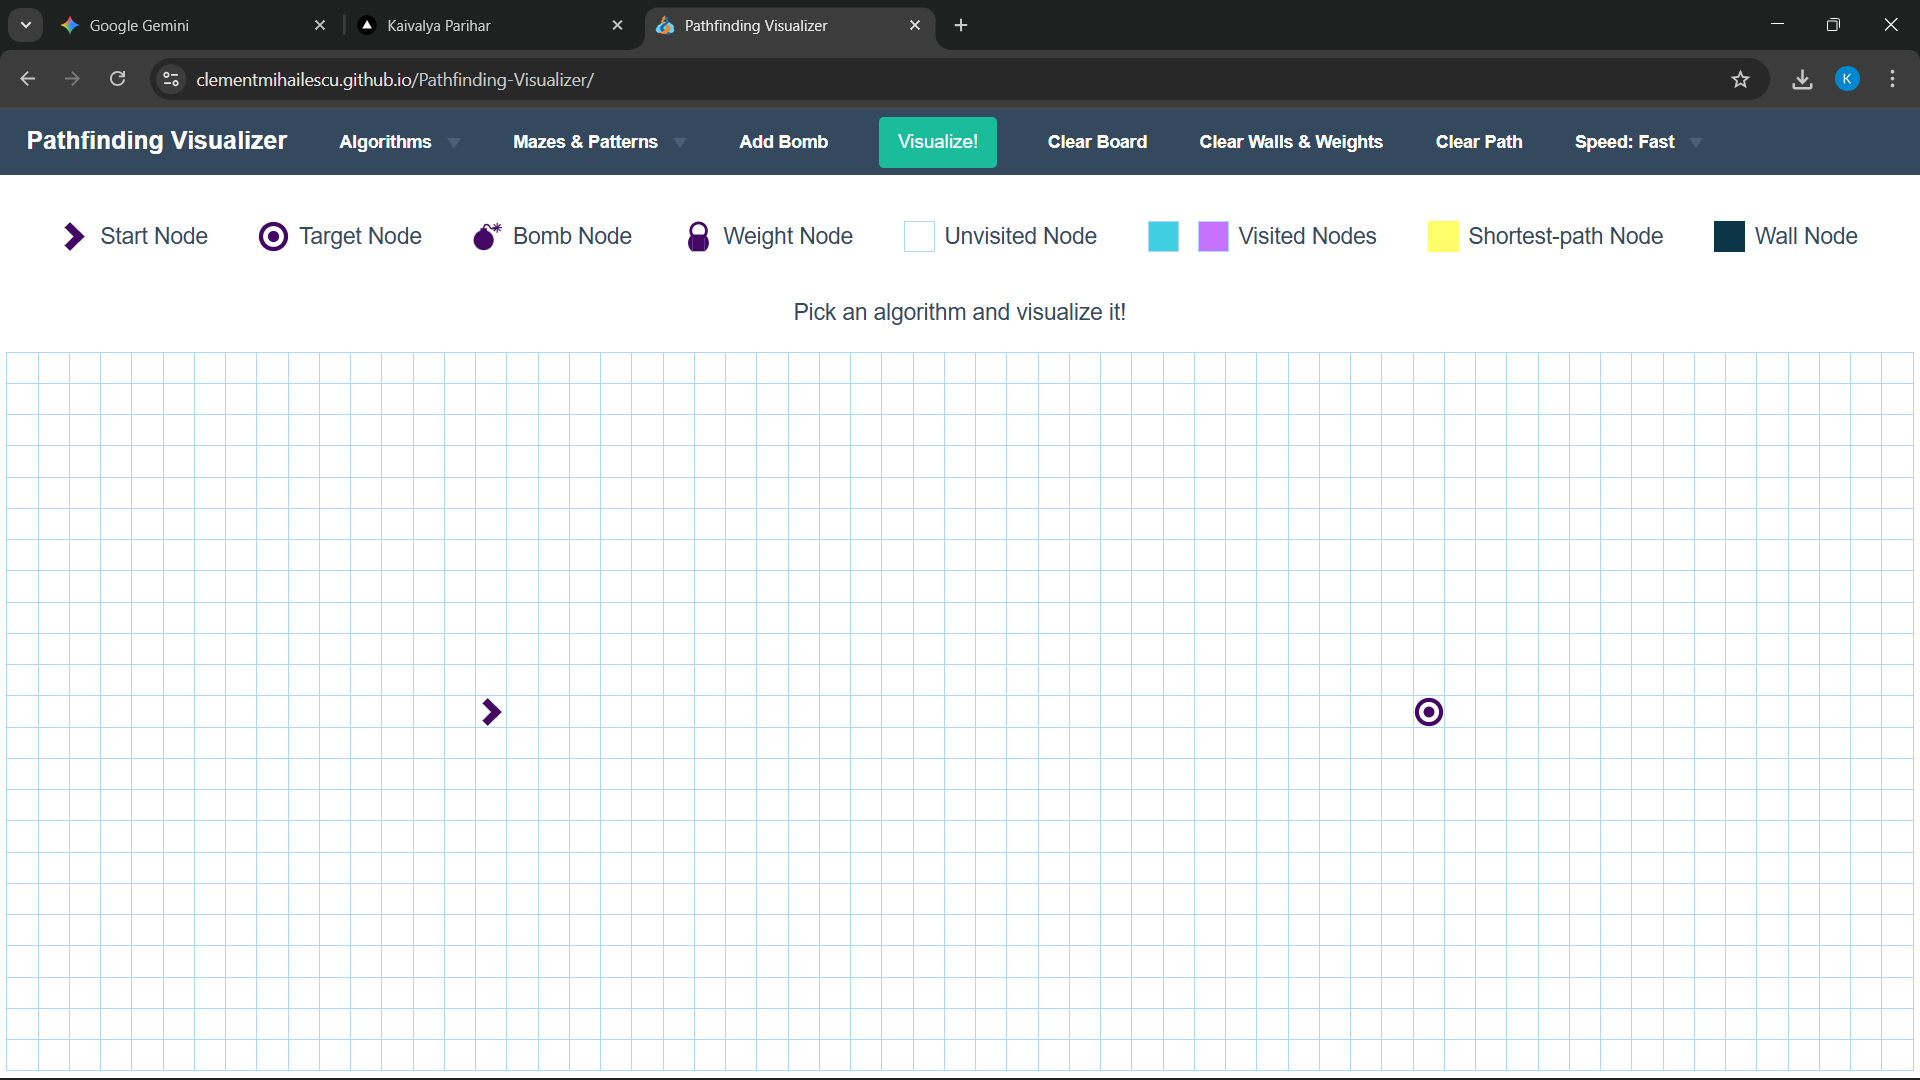 Google Gemini
Kaivalya Parihar
Pathfinding Visualizer
clementmihailescu.github.io/Pathfinding-Visualizer/
K
Pathfinding Visualizer Algorithms Mazes & Patterns Add Bomb Visualize! Clear Board Clear Walls & Weights Clear Path Speed: Fast
Start Node Target Node Bomb Node Weight Node Unvisited Node Visited Nodes Shortest-path Node Wall Node
Pick an algorithm and visualize it!